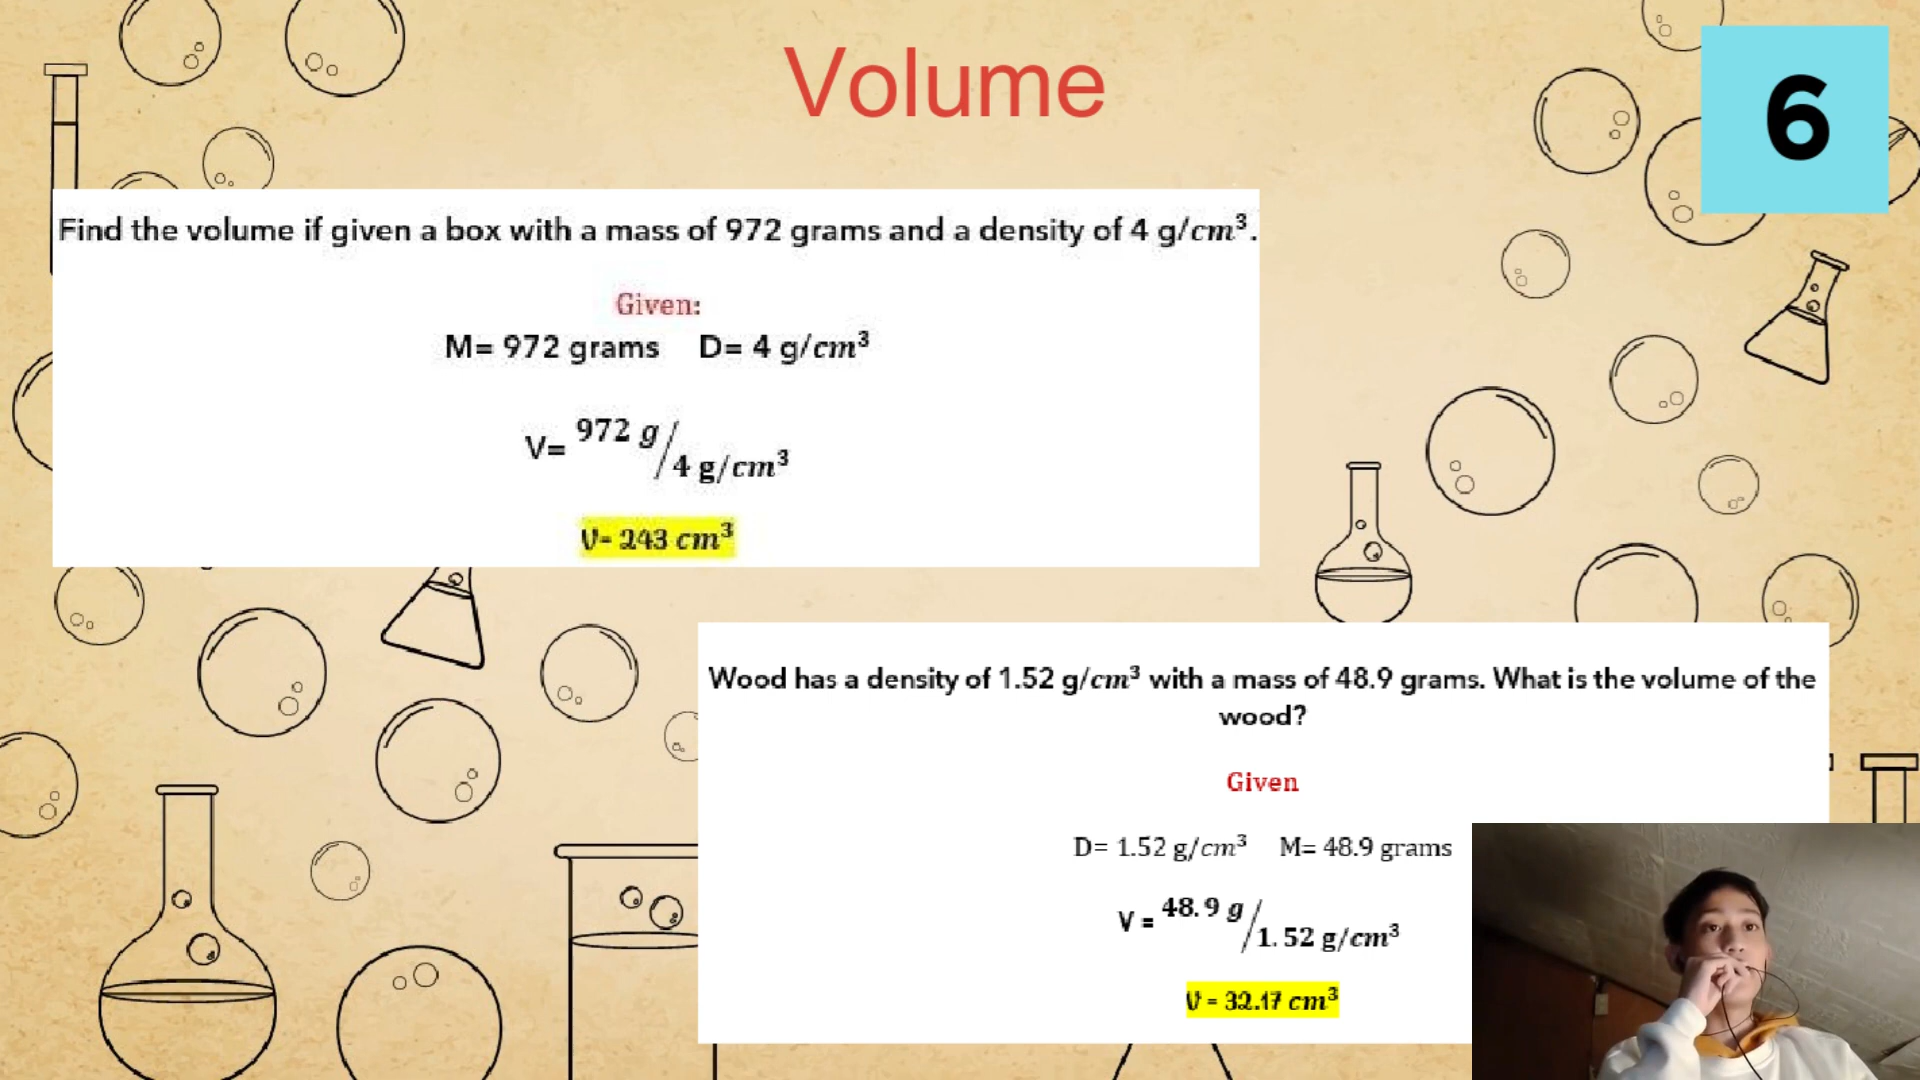 Volume
6
Find the volume if given a box with a mass of 972 grams and a density of 4 g/cm³.
Given:
M= 972 grams D= 4 g/cm³
V= 972 g/4 g/cm³
V= 243 cm³
Wood has a density of 1.52 g/cm³ with a mass of 48.9 grams. What is the volume of the
wood?
Given
D= 1.52 g/cm³ M= 48.9 grams
V = 48.9 g/1.52 g/cm³
V = 32.17 cm³